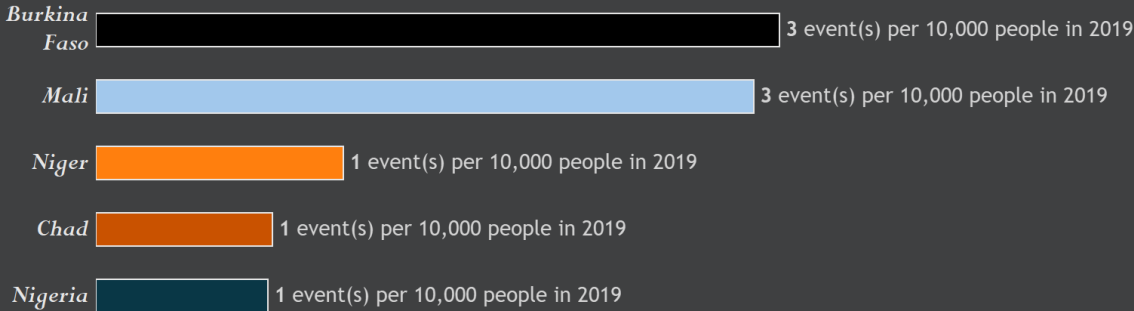 Burkina
Faso
3 event(s) per 10,000 people in 2019
Mali 3 event(s) per 10,000 people in 2019
Niger 1 event(s) per 10,000 people in 2019
Chad 1 event(s) per 10,000 people in 2019
Nigeria 1 event(s) per 10,000 people in 2019